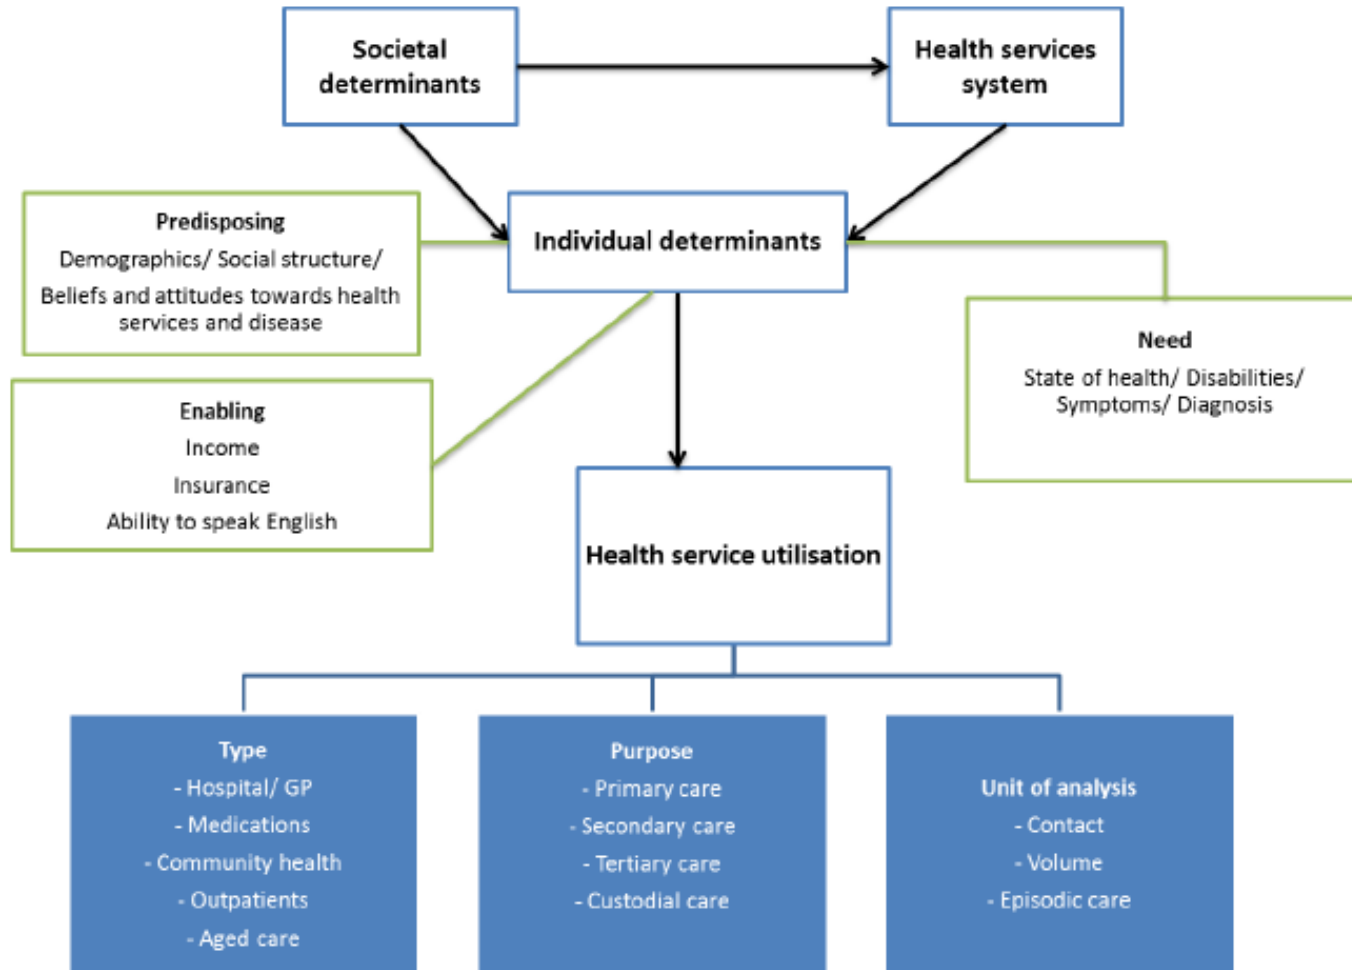 Societal
determinants
Health services
system
Predisposing
Demographics/ Social structure/
Beliefs and attitudes towards health
services and disease
Individual determinants
Need
State of health/ Disabilities/
Symptoms/ Diagnosis
Enabling
Income
Insurance
Ability to speak English
Health service utilisation
Type
- Hospital/ GP
- Medications
- Community health
- Outpatients
- Aged care
Purpose
- Primary care
- Secondary care
- Tertiary care
- Custodial care
Unit of analysis
- Contact
- Volume
- Episodic care